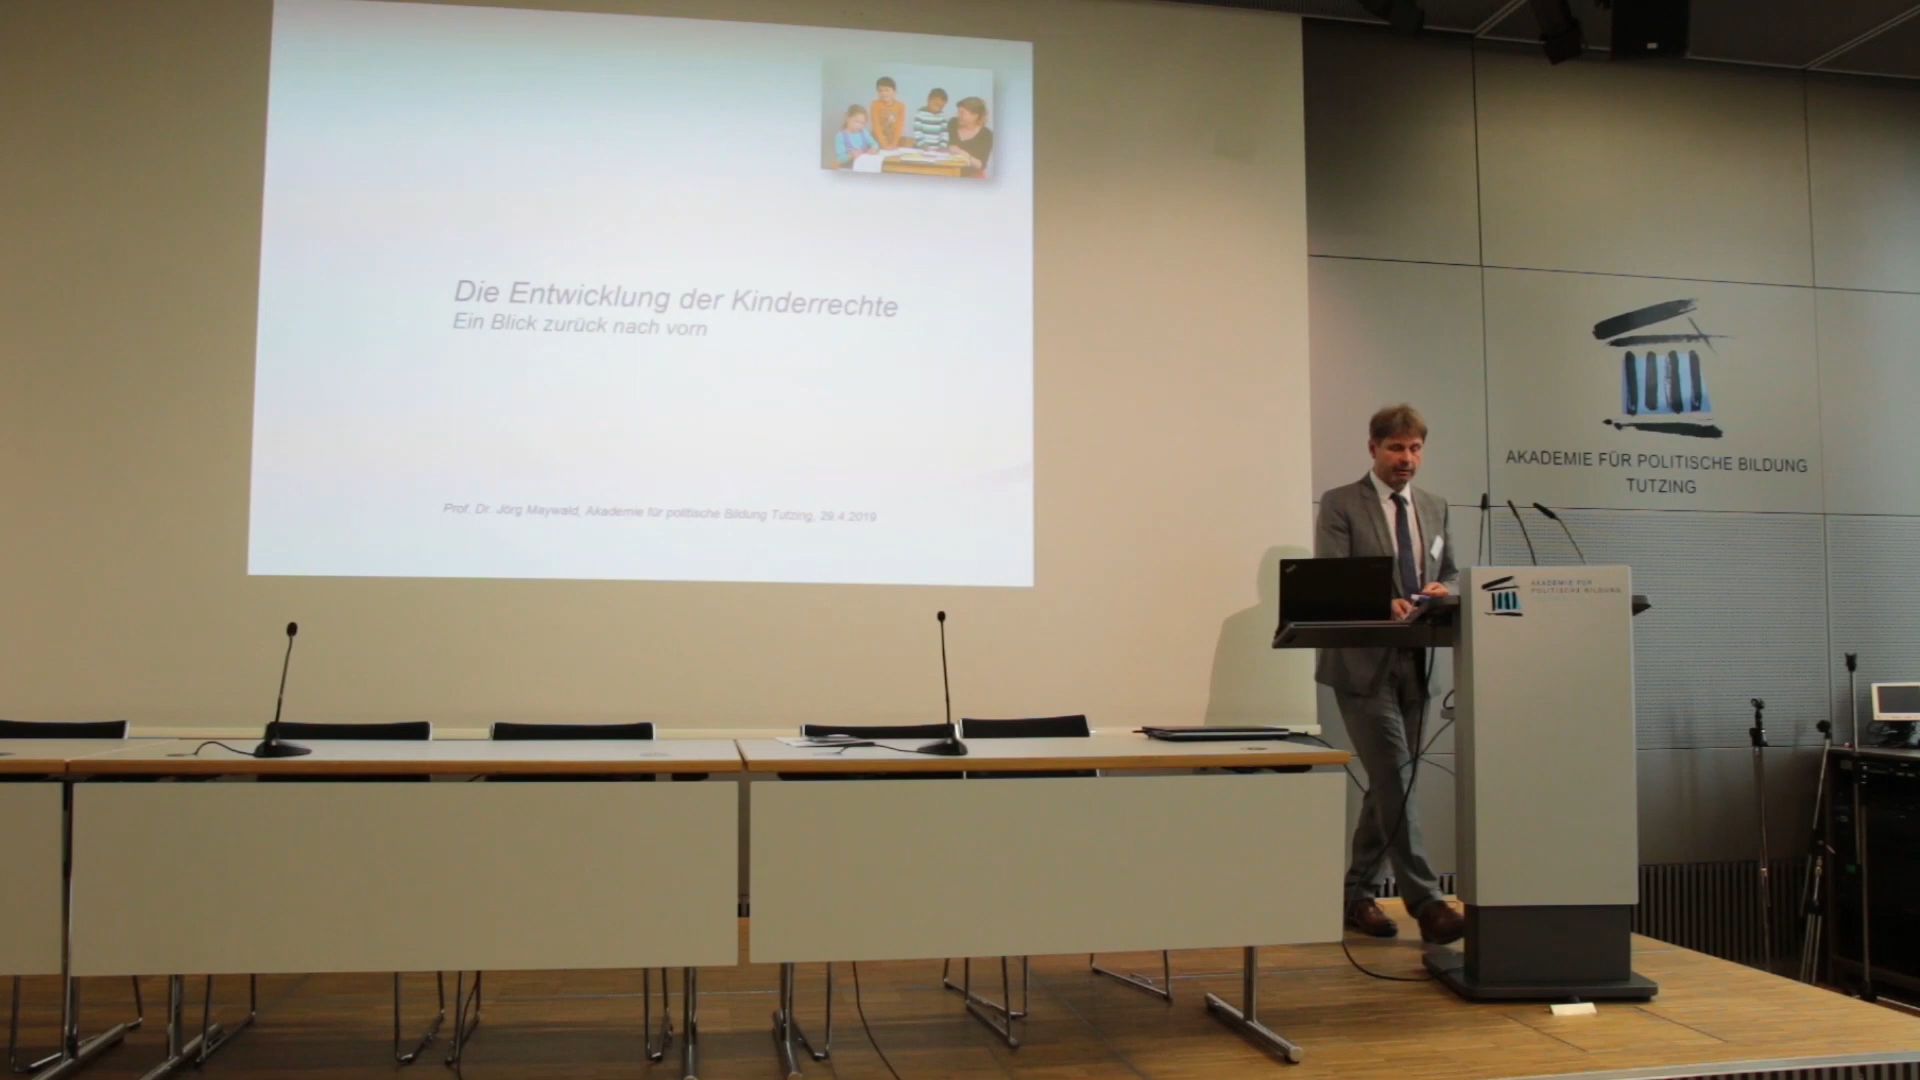 Die Entwicklung der Kinderrechte
Ein Blick zurück nach vorn
Prof. Dr. Jörg Maywald, Akademie für politische Bildung Tutzing, 29.4.2019
AKADEMIE FÜR POLITISCHE BILDUNG
TUTZING
AKADEMIE FÜR
POLITISCHE BILDUNG